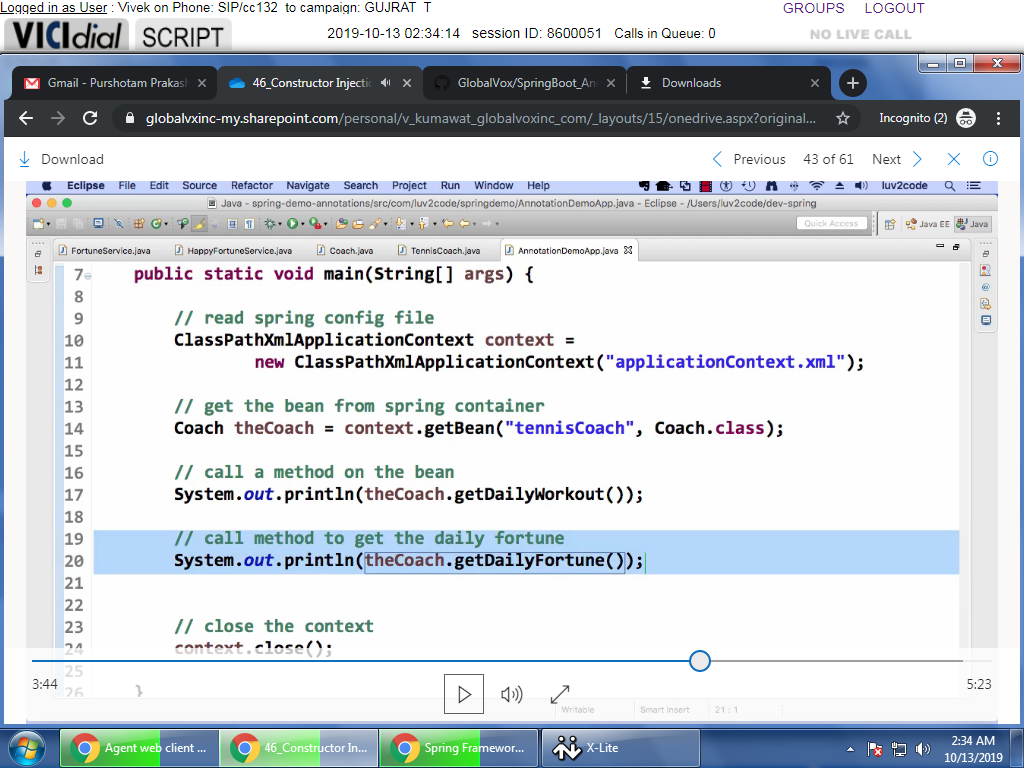 Logged in as User : Vivek on Phone: SIP/cc132 to campaign: GUJRAT_T
GROUPS LOGOUT
VICIdial SCRIPT
2019-10-13 02:34:14 session ID: 8600051 Calls in Queue: 0
NO LIVE CALL
Gmail - Purshotam Prakas
46_Constructor Injectio
GlobalVox/SpringBoot_An
Downloads
globalvoxinc-my.sharepoint.com/personal/v_kumawat_globalvoxinc_com/_layouts/15/onedrive.aspx?original...
Incognito (2)
Download
Previous 43 of 61 Next
Eclipse File Edit Source Refactor Navigate Search Project Run Window Help luv2code
Java - spring-demo-annotations/src/com/luv2code/springdemo/AnnotationDemoApp.java - Eclipse - /Users/luv2code/dev-spring
Quick Access Java EE Java
FortuneService.java HappyFortuneService.java Coach.java TennisCoach.java AnnotationDemoApp.java
7 public static void main(String[] args) {
8
9 // read spring config file
10 ClassPathXmlApplicationContext context =
11 new ClassPathXmlApplicationContext("applicationContext.xml");
12
13 // get the bean from spring container
14 Coach theCoach = context.getBean("tennisCoach", Coach.class);
15
16 // call a method on the bean
17 System.out.println(theCoach.getDailyWorkout());
18
19 // call method to get the daily fortune
20 System.out.println(theCoach.getDailyFortune());
21
22
23 // close the context
24 context.close();
25
26 }
3:44 5:23
Writable Smart Insert 21 : 1
Agent web client ...
46_Constructor In...
Spring Framewor...
X-Lite
2:34 AM
10/13/2019